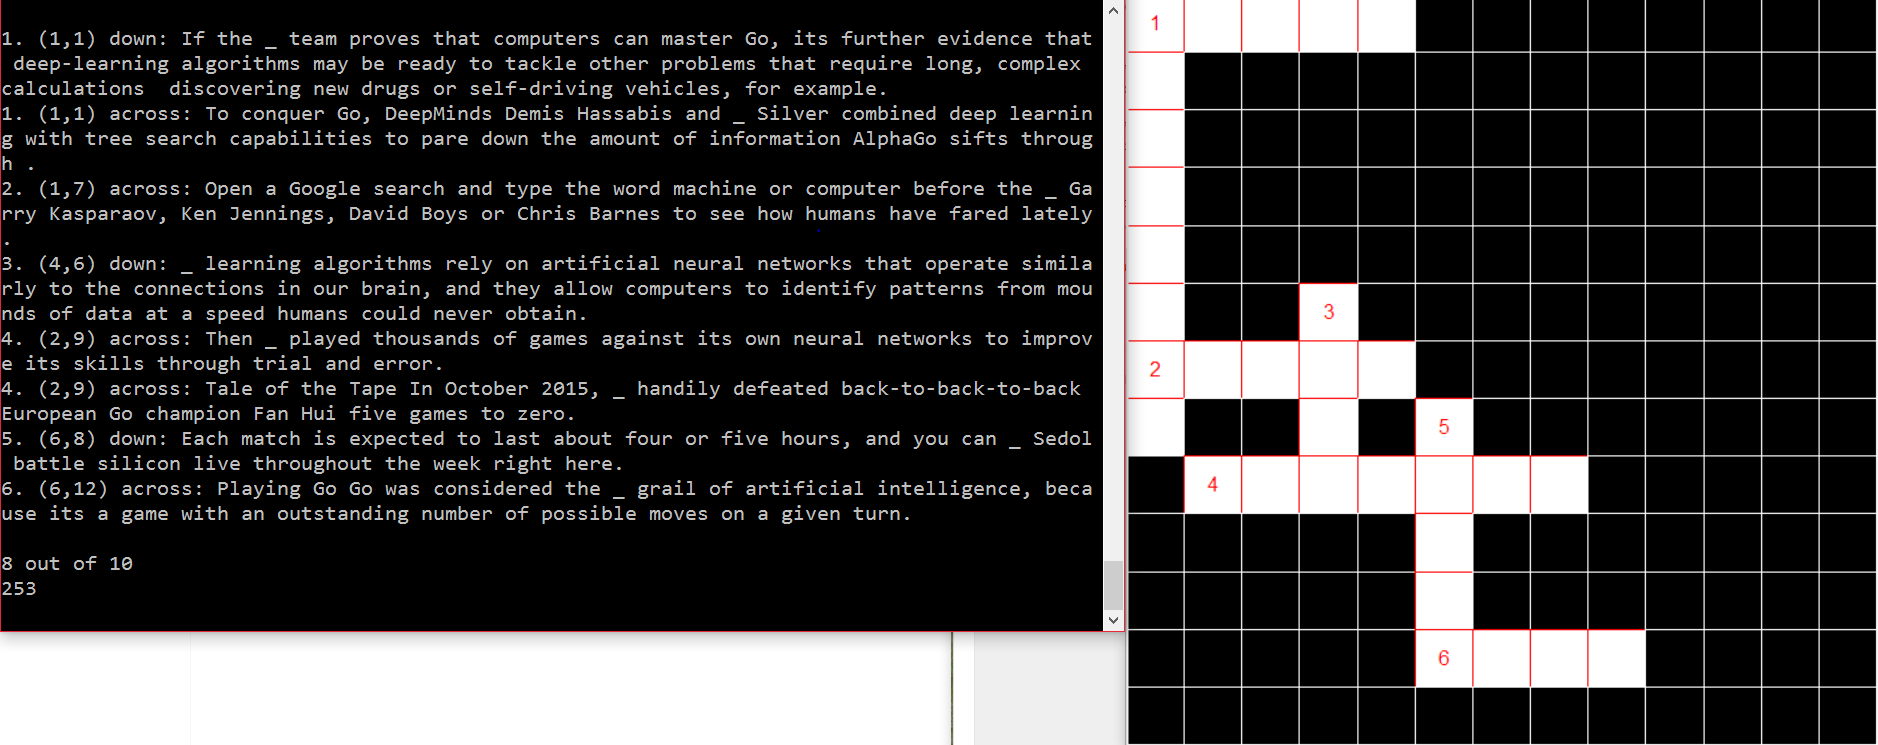 1. (1,1) down: If the _ team proves that computers can master Go, its further evidence that
deep-learning algorithms may be ready to tackle other problems that require long, complex
calculations  discovering new drugs or self-driving vehicles, for example.
1. (1,1) across: To conquer Go, DeepMinds Demis Hassabis and _ Silver combined deep learnin
g with tree search capabilities to pare down the amount of information AlphaGo sifts throug
h .
2. (1,7) across: Open a Google search and type the word machine or computer before the _ Ga
rry Kasparaov, Ken Jennings, David Boys or Chris Barnes to see how humans have fared lately
.
3. (4,6) down: _ learning algorithms rely on artificial neural networks that operate simila
rly to the connections in our brain, and they allow computers to identify patterns from mou
nds of data at a speed humans could never obtain.
4. (2,9) across: Then _ played thousands of games against its own neural networks to improv
e its skills through trial and error.
4. (2,9) across: Tale of the Tape In October 2015, _ handily defeated back-to-back-to-back
European Go champion Fan Hui five games to zero.
5. (6,8) down: Each match is expected to last about four or five hours, and you can _ Sedol
battle silicon live throughout the week right here.
6. (6,12) across: Playing Go Go was considered the _ grail of artificial intelligence, beca
use its a game with an outstanding number of possible moves on a given turn.
8 out of 10
253
1
3
2
5
4
6